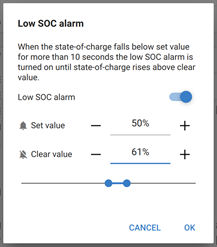 Low SOC alarm
When the state-of-charge falls below set value
for more than 10 seconds the low SOC alarm is
turned on until state-of-charge rises above clear
value.
Low SOC alarm
Set value — 50% +
Clear value — 61% +
CANCEL OK